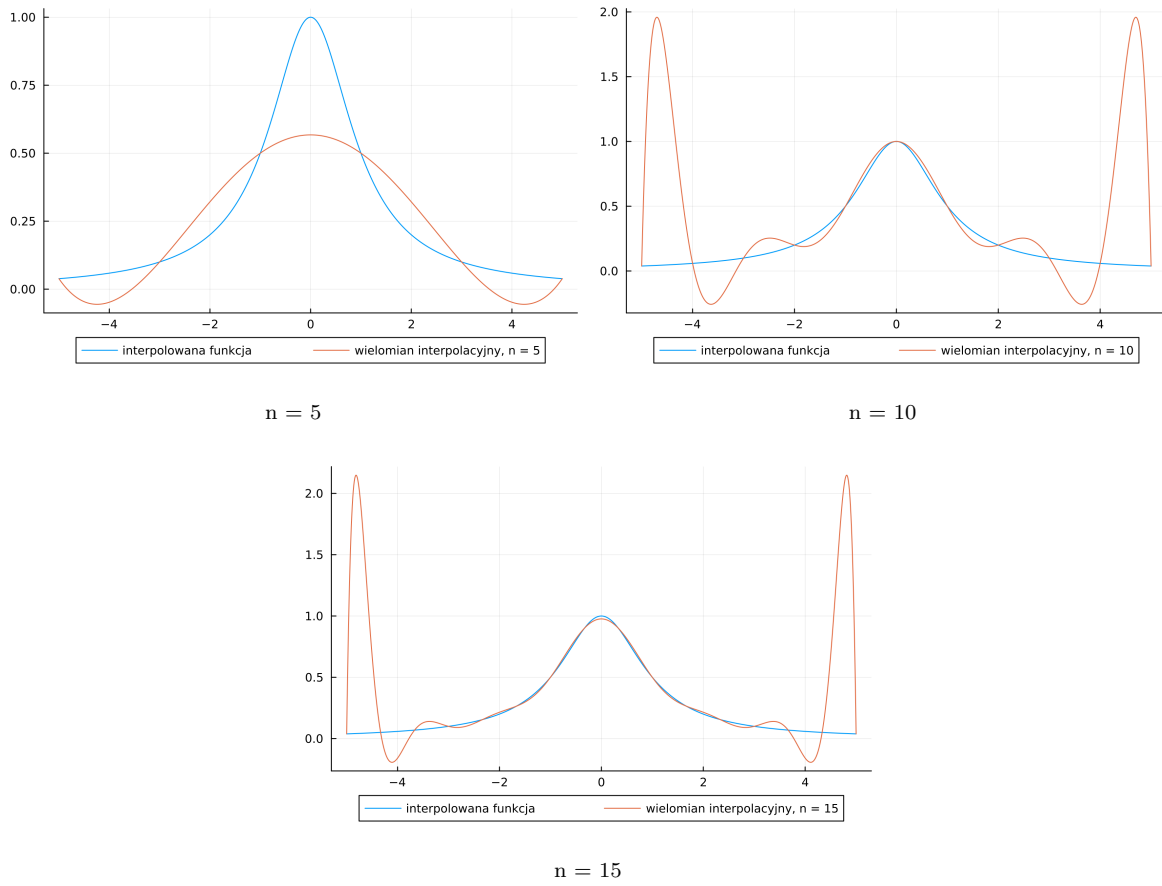 1.00
0.75
0.50
0.25
0.00
−4 −2 0 2 4
interpolowana funkcja wielomian interpolacyjny, n = 5
n = 5
2.0
1.5
1.0
0.5
0.0
−4 −2 0 2 4
interpolowana funkcja wielomian interpolacyjny, n = 10
n = 10
2.0
1.5
1.0
0.5
0.0
−4 −2 0 2 4
interpolowana funkcja wielomian interpolacyjny, n = 15
n = 15